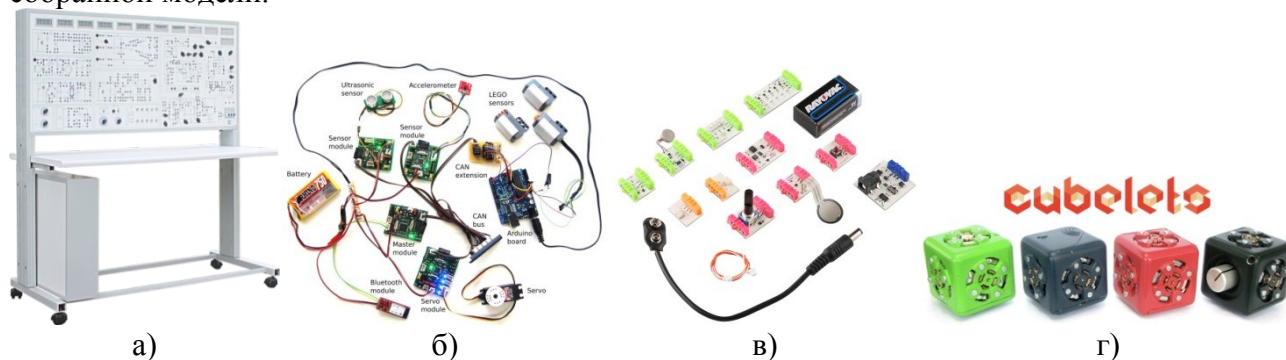 собранной модели.
Ultrasonic
sensor
Accelerometer
LEGO
sensors
Sensor
module
Sensor
module
CAN
extension
Battery
CAN
bus
Arduino
board
Master
module
Bluetooth
module
Servo
module
Servo
RAYOVAC
cubelets
а)
б)
в)
г)